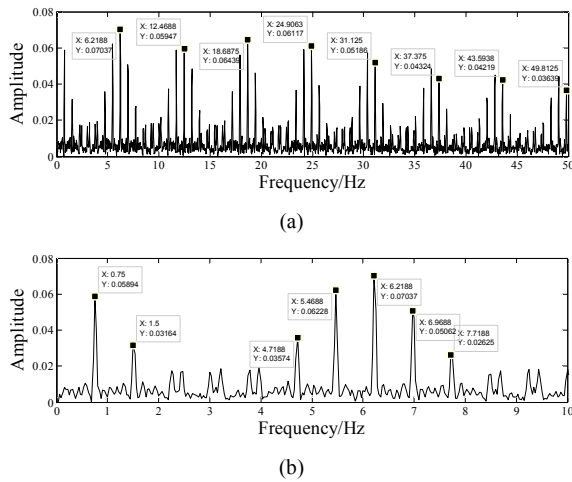 0.08
0.06
0.04
0.02
0
Amplitude
X: 6.2188
Y: 0.07037
X: 12.4688
Y: 0.05947
X: 18.6875
Y: 0.06439
X: 24.9063
Y: 0.06117
X: 31.125
Y: 0.05186
X: 37.375
Y: 0.04324
X: 43.5938
Y: 0.04219
X: 49.8125
Y: 0.03639
0 5 10 15 20 25 30 35 40 45 50
Frequency/Hz
(a)
0.08
0.06
0.04
0.02
0
Amplitude
X: 0.75
Y: 0.05894
X: 1.5
Y: 0.03164
X: 4.7188
Y: 0.03574
X: 5.4688
Y: 0.06228
X: 6.2188
Y: 0.07037
X: 6.9688
Y: 0.05062
X: 7.7188
Y: 0.02625
0 1 2 3 4 5 6 7 8 9 10
Frequency/Hz
(b)